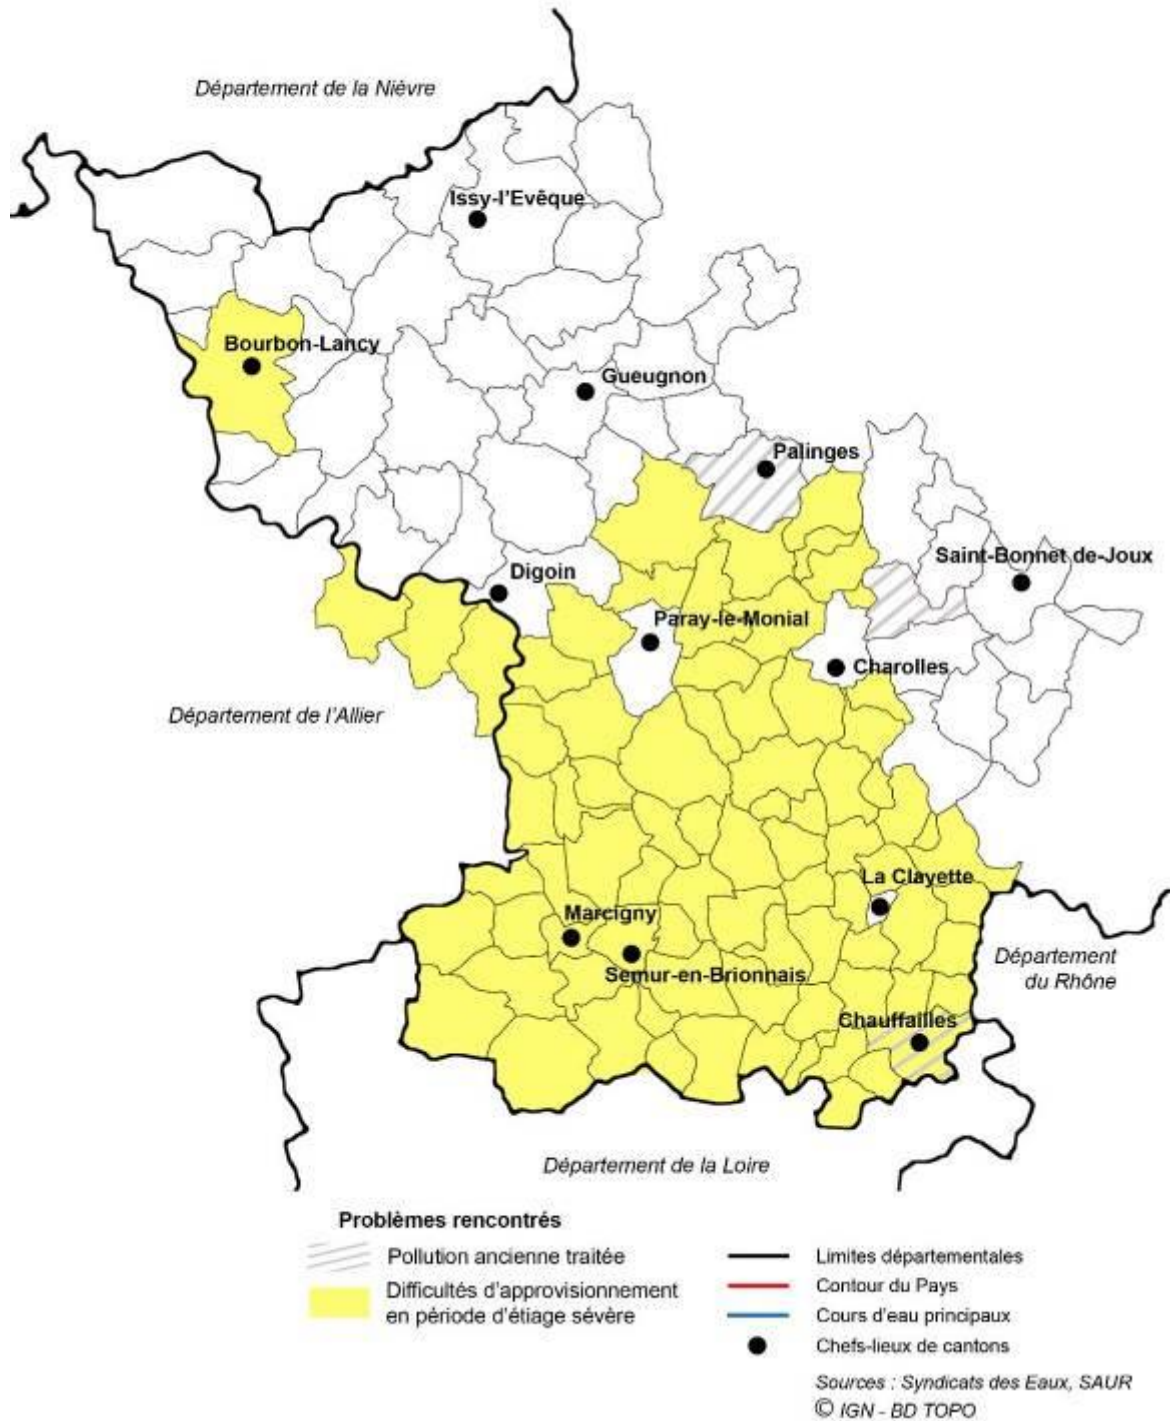 Département de la Nièvre
Issy-l'Evêque
Bourbon-Lancy
Gueugnon
Palinges
Saint-Bonnet de-Joux
Digoin
Paray-le-Monial
Charolles
Département de l'Allier
La Clayette
Marcigny
Département
du Rhône
Semur-en-Brionnais
Chauffailles
Département de la Loire
Problèmes rencontrés
Pollution ancienne traitée
Difficultés d'approvisionnement
en période d'étiage sévère
Limites départementales
Contour du Pays
Cours d'eau principaux
Chefs-lieux de cantons
Sources : Syndicats des Eaux, SAUR
© IGN - BD TOPO